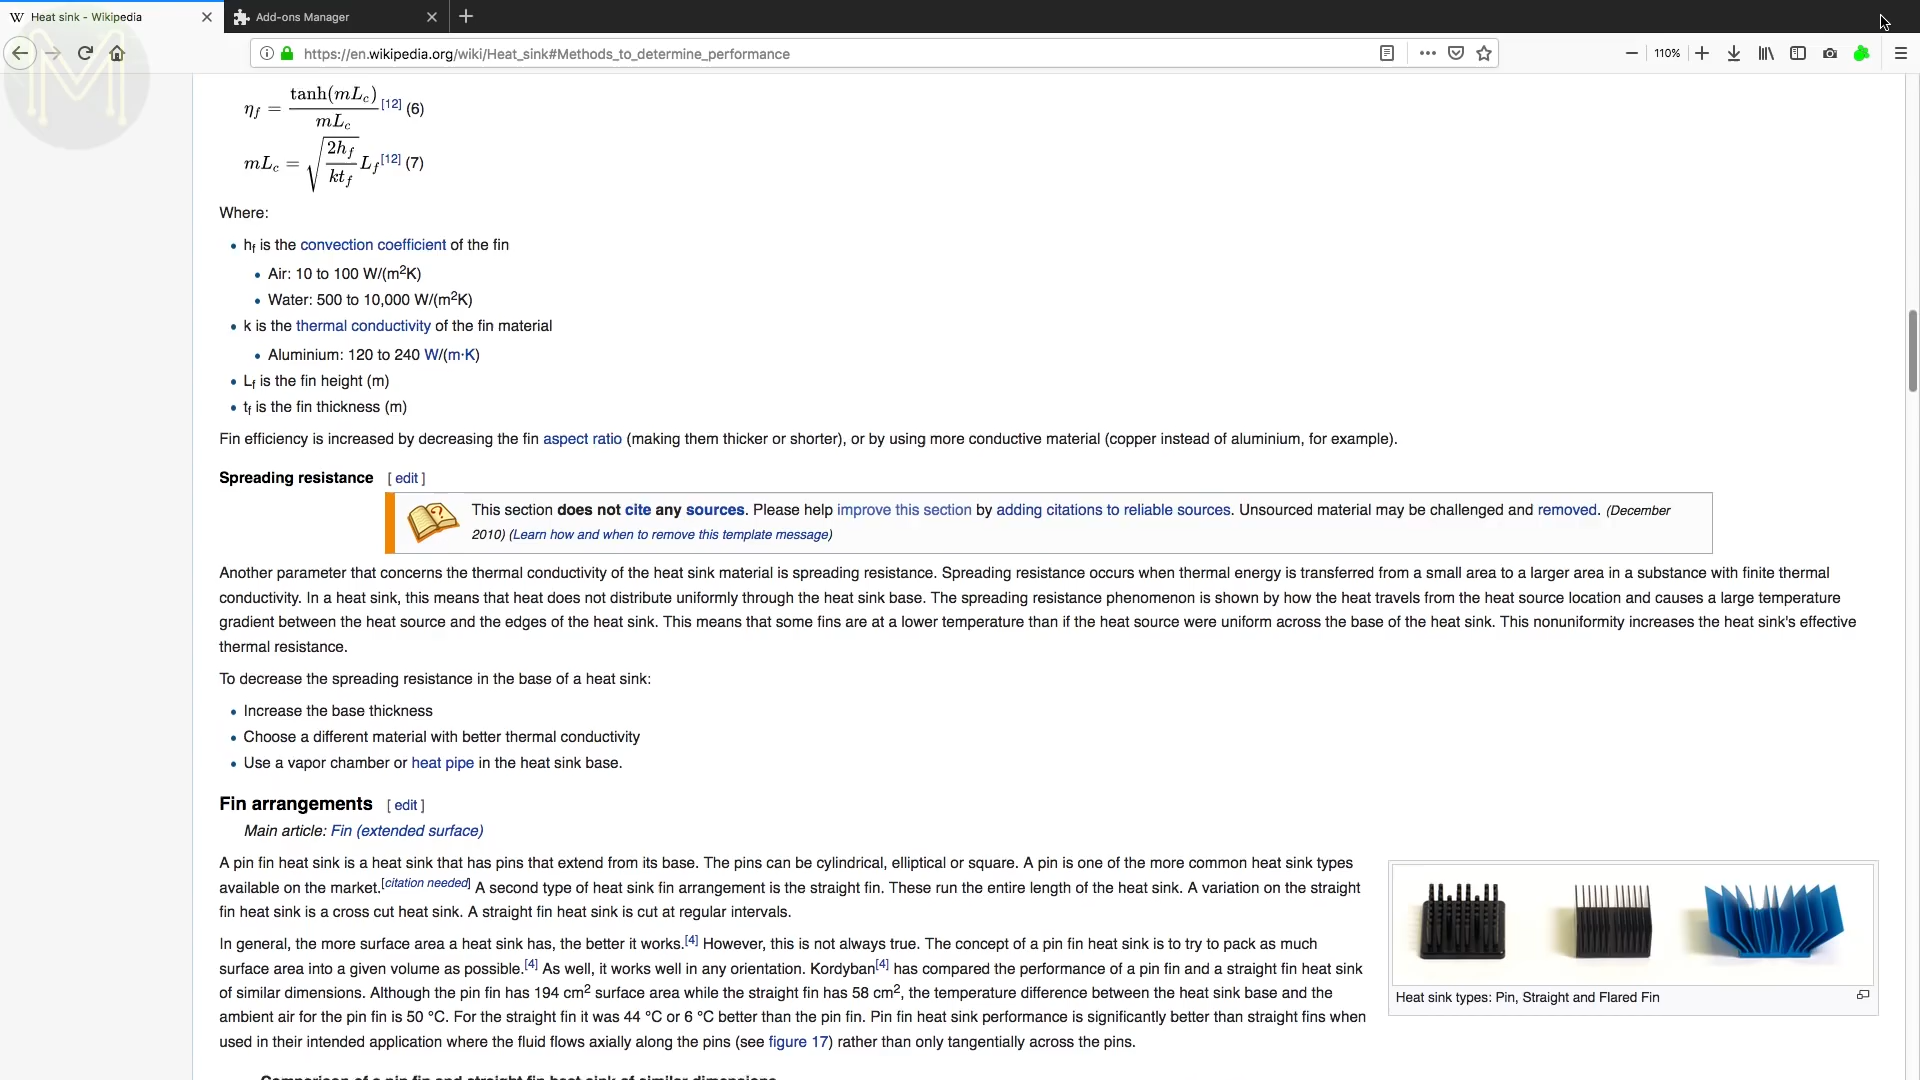 W Heat sink - Wikipedia
Add-ons Manager
https://en.wikipedia.org/wiki/Heat_sink#Methods_to_determine_performance
110%
M
η_f = tanh(mL_c) / mL_c [12] (6)
mL_c = √(2h_f / kt_f) L_f [12] (7)
Where:
• h_f is the convection coefficient of the fin
• Air: 10 to 100 W/(m²K)
• Water: 500 to 10,000 W/(m²K)
• k is the thermal conductivity of the fin material
• Aluminium: 120 to 240 W/(m·K)
• L_f is the fin height (m)
• t_f is the fin thickness (m)
Fin efficiency is increased by decreasing the fin aspect ratio (making them thicker or shorter), or by using more conductive material (copper instead of aluminium, for example).
Spreading resistance [ edit ]
This section does not cite any sources. Please help improve this section by adding citations to reliable sources. Unsourced material may be challenged and removed. (December
2010) (Learn how and when to remove this template message)
Another parameter that concerns the thermal conductivity of the heat sink material is spreading resistance. Spreading resistance occurs when thermal energy is transferred from a small area to a larger area in a substance with finite thermal
conductivity. In a heat sink, this means that heat does not distribute uniformly through the heat sink base. The spreading resistance phenomenon is shown by how the heat travels from the heat source location and causes a large temperature
gradient between the heat source and the edges of the heat sink. This means that some fins are at a lower temperature than if the heat source were uniform across the base of the heat sink. This nonuniformity increases the heat sink's effective
thermal resistance.
To decrease the spreading resistance in the base of a heat sink:
• Increase the base thickness
• Choose a different material with better thermal conductivity
• Use a vapor chamber or heat pipe in the heat sink base.
Fin arrangements [ edit ]
Main article: Fin (extended surface)
A pin fin heat sink is a heat sink that has pins that extend from its base. The pins can be cylindrical, elliptical or square. A pin is one of the more common heat sink types
available on the market.[citation needed] A second type of heat sink fin arrangement is the straight fin. These run the entire length of the heat sink. A variation on the straight
fin heat sink is a cross cut heat sink. A straight fin heat sink is cut at regular intervals.
In general, the more surface area a heat sink has, the better it works.[4] However, this is not always true. The concept of a pin fin heat sink is to try to pack as much
surface area into a given volume as possible.[4] As well, it works well in any orientation. Kordyban[4] has compared the performance of a pin fin and a straight fin heat sink
of similar dimensions. Although the pin fin has 194 cm² surface area while the straight fin has 58 cm², the temperature difference between the heat sink base and the
ambient air for the pin fin is 50 °C. For the straight fin it was 44 °C or 6 °C better than the pin fin. Pin fin heat sink performance is significantly better than straight fins when
used in their intended application where the fluid flows axially along the pins (see figure 17) rather than only tangentially across the pins.
Heat sink types: Pin, Straight and Flared Fin
Comparison of a pin fin and straight fin heat sink of similar dimensions